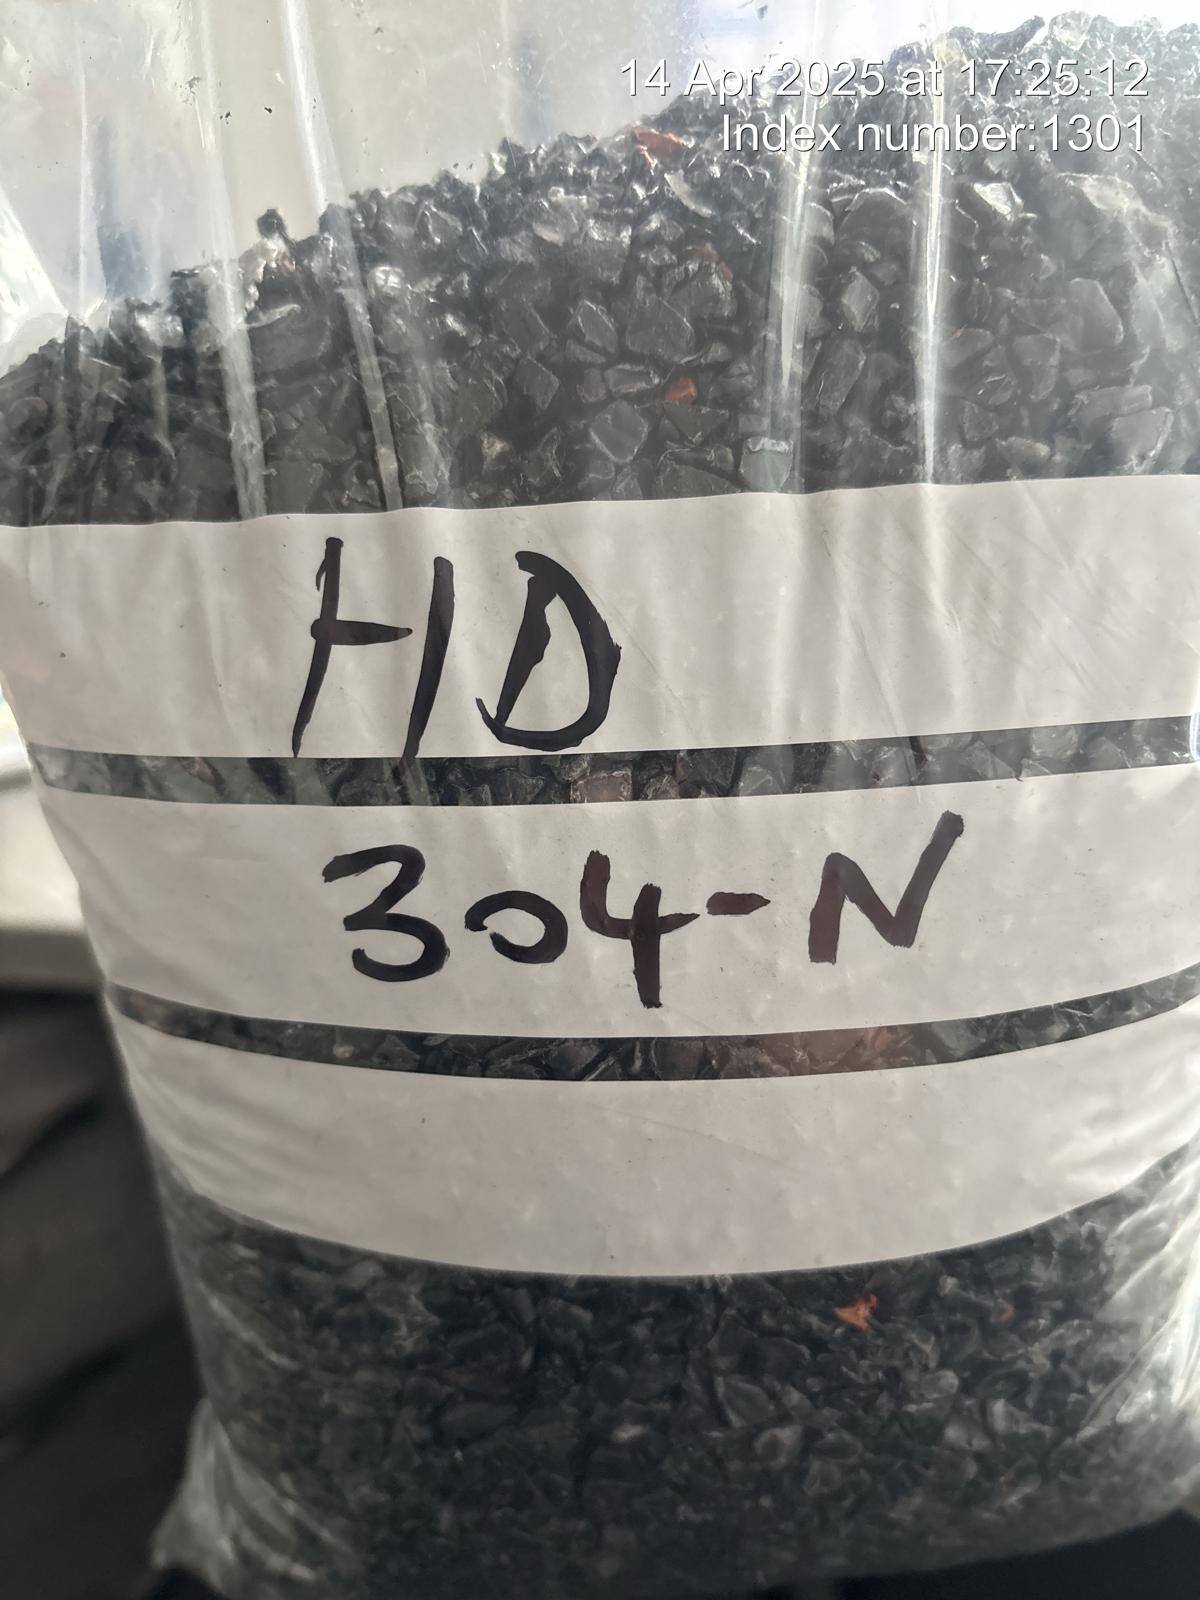 14 Apr 2025 at 17:25:12
Index number:1301
HD
304-N